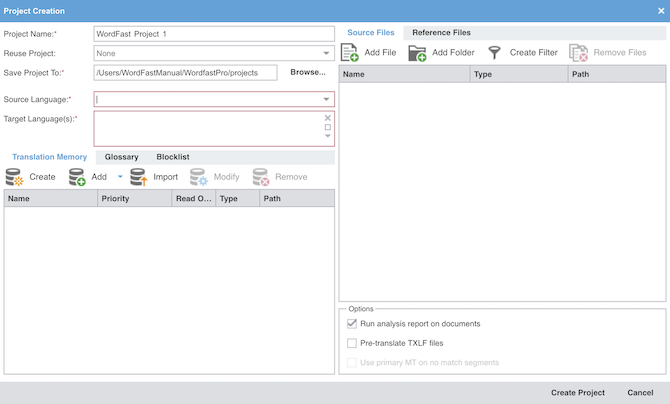 Project Creation
Project Name:* WordFast Project 1
Reuse Project: None
Save Project To:* /Users/WordFastManual/WordfastPro/projects Browse...
Source Language:*
Target Language(s):*
Translation Memory Glossary Blocklist
Create Add Import Modify Remove
Name Priority Read O... Type Path
Source Files Reference Files
Add File Add Folder Create Filter Remove Files
Name Type Path
Options
Run analysis report on documents
Pre-translate TXLF files
Use primary MT on no match segments
Create Project Cancel